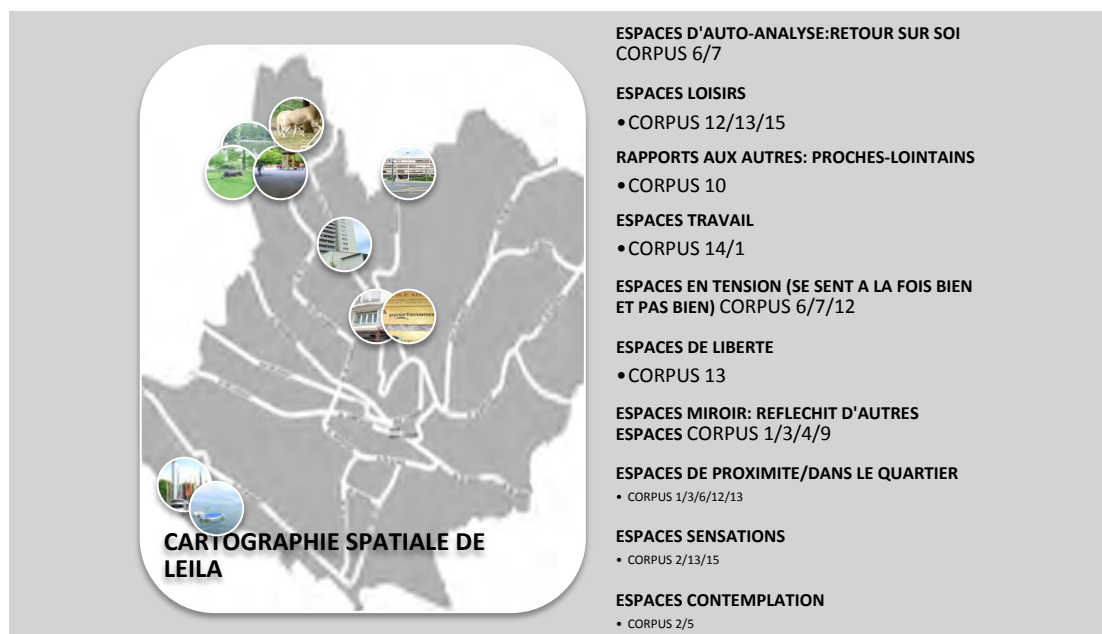 CARTOGRAPHIE SPATIALE DE
LEILA
ESPACES D'AUTO-ANALYSE:RETOUR SUR SOI
CORPUS 6/7
ESPACES LOISIRS
•CORPUS 12/13/15
RAPPORTS AUX AUTRES: PROCHES-LOINTAINS
•CORPUS 10
ESPACES TRAVAIL
•CORPUS 14/1
ESPACES EN TENSION (SE SENT A LA FOIS BIEN
ET PAS BIEN) CORPUS 6/7/12
ESPACES DE LIBERTE
•CORPUS 13
ESPACES MIROIR: REFLECHIT D'AUTRES
ESPACES CORPUS 1/3/4/9
ESPACES DE PROXIMITE/DANS LE QUARTIER
• CORPUS 1/3/6/12/13
ESPACES SENSATIONS
• CORPUS 2/13/15
ESPACES CONTEMPLATION
• CORPUS 2/5